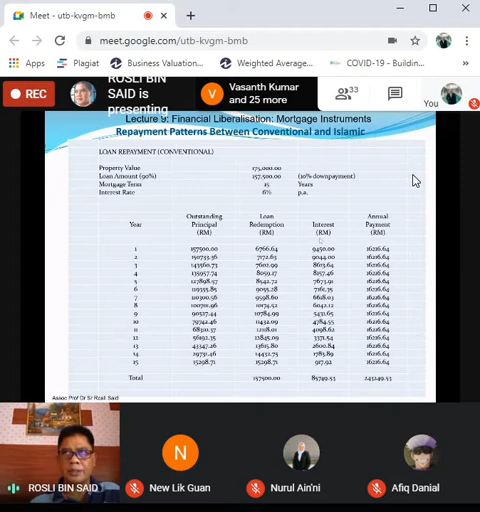 Meet - utb-kvgm-bmb
meet.google.com/utb-kvgm-bmb
Apps
Plagiat
Business Valuation...
Weighted Average...
COVID-19 - Building...
REC
ROSLI BIN
SAID is
presenting
V
Vasanth Kumar
and 25 more
33
You
Lecture 9: Financial Liberalisation: Mortgage Instruments
Repayment Patterns Between Conventional and Islamic
LOAN REPAYMENT (CONVENTIONAL)
Property Value 175,000.00
Loan Amount (90%) 157,500.00 (10% downpayment)
Mortgage Term 15 Years
Interest Rate 6% p.a.
Outstanding Loan Annual
Year Principal Redemption Interest Payment
(RM) (RM) (RM) (RM)
1 157500.00 6766.64 9450.00 16216.64
2 150733.36 7172.63 9044.00 16216.64
3 143560.73 7602.99 8613.64 16216.64
4 135957.74 8059.17 8157.46 16216.64
5 127898.57 8542.72 7673.91 16216.64
6 119355.85 9055.28 7161.35 16216.64
7 110300.56 9598.60 6618.03 16216.64
8 100701.96 10174.52 6042.12 16216.64
9 90527.44 10784.99 5431.65 16216.64
10 79742.46 11432.09 4784.55 16216.64
11 68310.37 12118.01 4098.62 16216.64
12 56192.35 12845.09 3371.54 16216.64
13 43347.26 13615.80 2600.84 16216.64
14 29731.46 14432.75 1783.89 16216.64
15 15298.71 15298.71 917.92 16216.64
Total 157500.00 85749.53 243249.53
Assoc Prof Dr Sr Rosli Said
N
ROSLI BIN SAID
New Lik Guan
Nurul Ain'ni
Afiq Danial